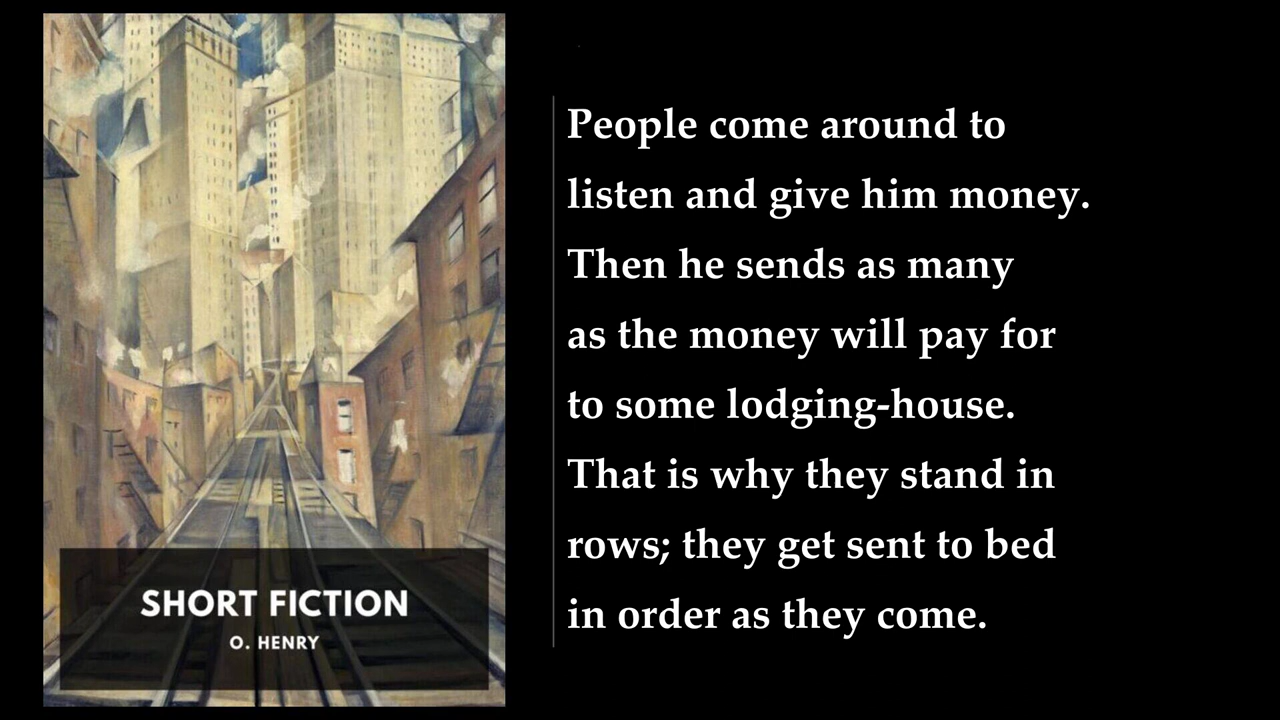 SHORT FICTION
O. HENRY
People come around to
listen and give him money.
Then he sends as many
as the money will pay for
to some lodging-house.
That is why they stand in
rows; they get sent to bed
in order as they come.